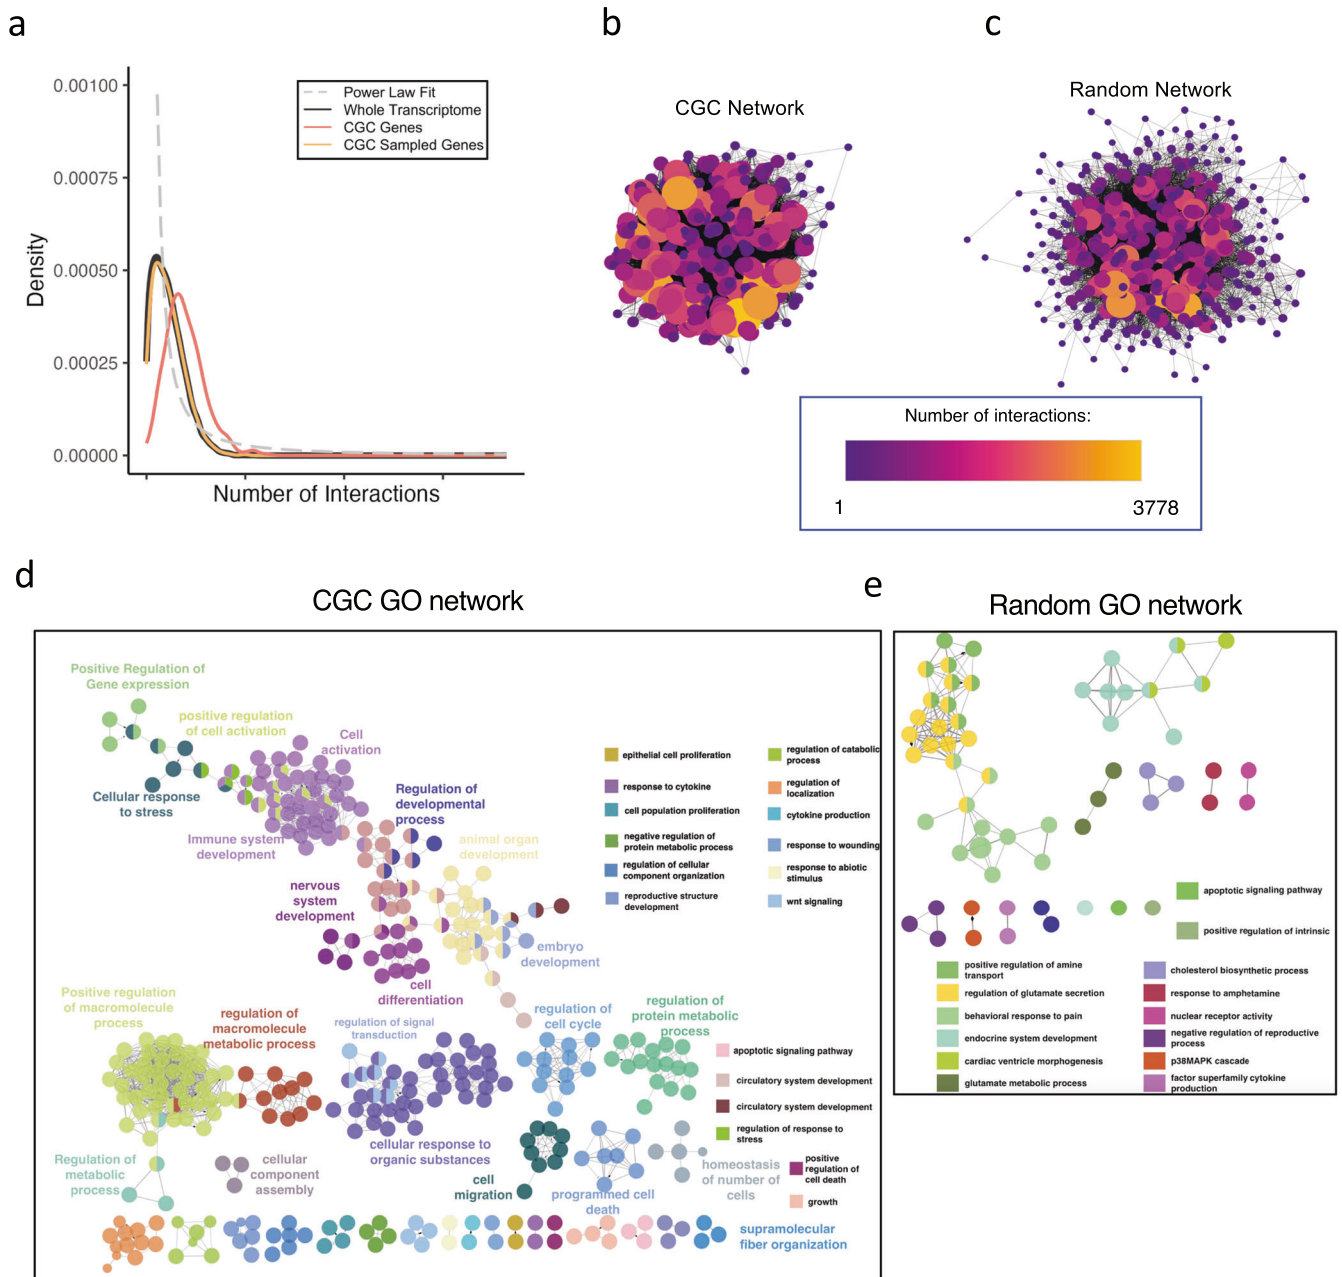 a
b
c
0.00100
0.00075
0.00050
0.00025
0.00000
Density
Number of Interactions
Power Law Fit
Whole Transcriptome
CGC Genes
CGC Sampled Genes
CGC Network
Random Network
Number of interactions:
1
3778
d
CGC GO network
Positive Regulation of
Gene expression
positive regulation
of cell activation
Cell
activation
Cellular response
to stress
Immune system
development
Regulation of
developmental
process
animal organ
development
nervous
system
development
embryo
development
cell
differentiation
epithelial cell proliferation
response to cytokine
cell population proliferation
negative regulation of
protein metabolic process
regulation of cellular
component organization
reproductive structure
development
regulation of catabolic
process
regulation of
localization
cytokine production
response to wounding
response to abiotic
stimulus
wnt signaling
Positive regulation
of macromolecule
process
regulation of
macromolecule
metabolic process
regulation of signal
transduction
regulation of
cell cycle
regulation of
protein metabolic
process
apoptotic signaling pathway
circulatory system development
circulatory system development
regulation of response to
stress
positive
regulation of
cell death
growth
Regulation of
metabolic
process
cellular
component
assembly
cellular response to
organic substances
cell
migration
programmed cell
death
homeostasis
of number of
cells
supramolecular
fiber organization
e
Random GO network
apoptotic signaling pathway
positive regulation of intrinsic
positive regulation of amine
transport
regulation of glutamate secretion
behavioral response to pain
endocrine system development
cardiac ventricle morphogenesis
glutamate metabolic process
cholesterol biosynthetic process
response to amphetamine
nuclear receptor activity
negative regulation of reproductive
process
p38MAPK cascade
factor superfamily cytokine
production